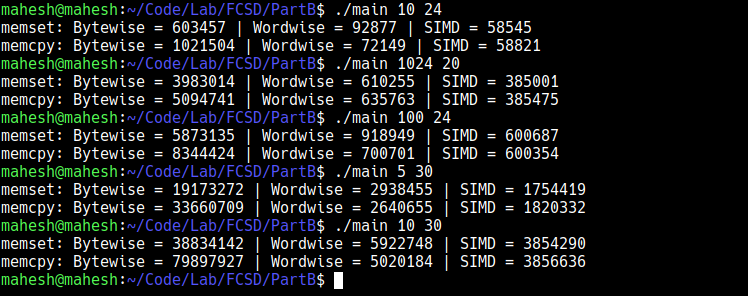 mahesh@mahesh:~/Code/Lab/FCSD/PartB$ ./main 10 24
memset: Bytewise = 603457 | Wordwise = 92877 | SIMD = 58545
memcpy: Bytewise = 1021504 | Wordwise = 72149 | SIMD = 58821
mahesh@mahesh:~/Code/Lab/FCSD/PartB$ ./main 1024 20
memset: Bytewise = 3983014 | Wordwise = 610255 | SIMD = 385001
memcpy: Bytewise = 5094741 | Wordwise = 635763 | SIMD = 385475
mahesh@mahesh:~/Code/Lab/FCSD/PartB$ ./main 100 24
memset: Bytewise = 5873135 | Wordwise = 918949 | SIMD = 600687
memcpy: Bytewise = 8344424 | Wordwise = 700701 | SIMD = 600354
mahesh@mahesh:~/Code/Lab/FCSD/PartB$ ./main 5 30
memset: Bytewise = 19173272 | Wordwise = 2938455 | SIMD = 1754419
memcpy: Bytewise = 33660709 | Wordwise = 2640655 | SIMD = 1820332
mahesh@mahesh:~/Code/Lab/FCSD/PartB$ ./main 10 30
memset: Bytewise = 38834142 | Wordwise = 5922748 | SIMD = 3854290
memcpy: Bytewise = 79897927 | Wordwise = 5020184 | SIMD = 3856636
mahesh@mahesh:~/Code/Lab/FCSD/PartB$